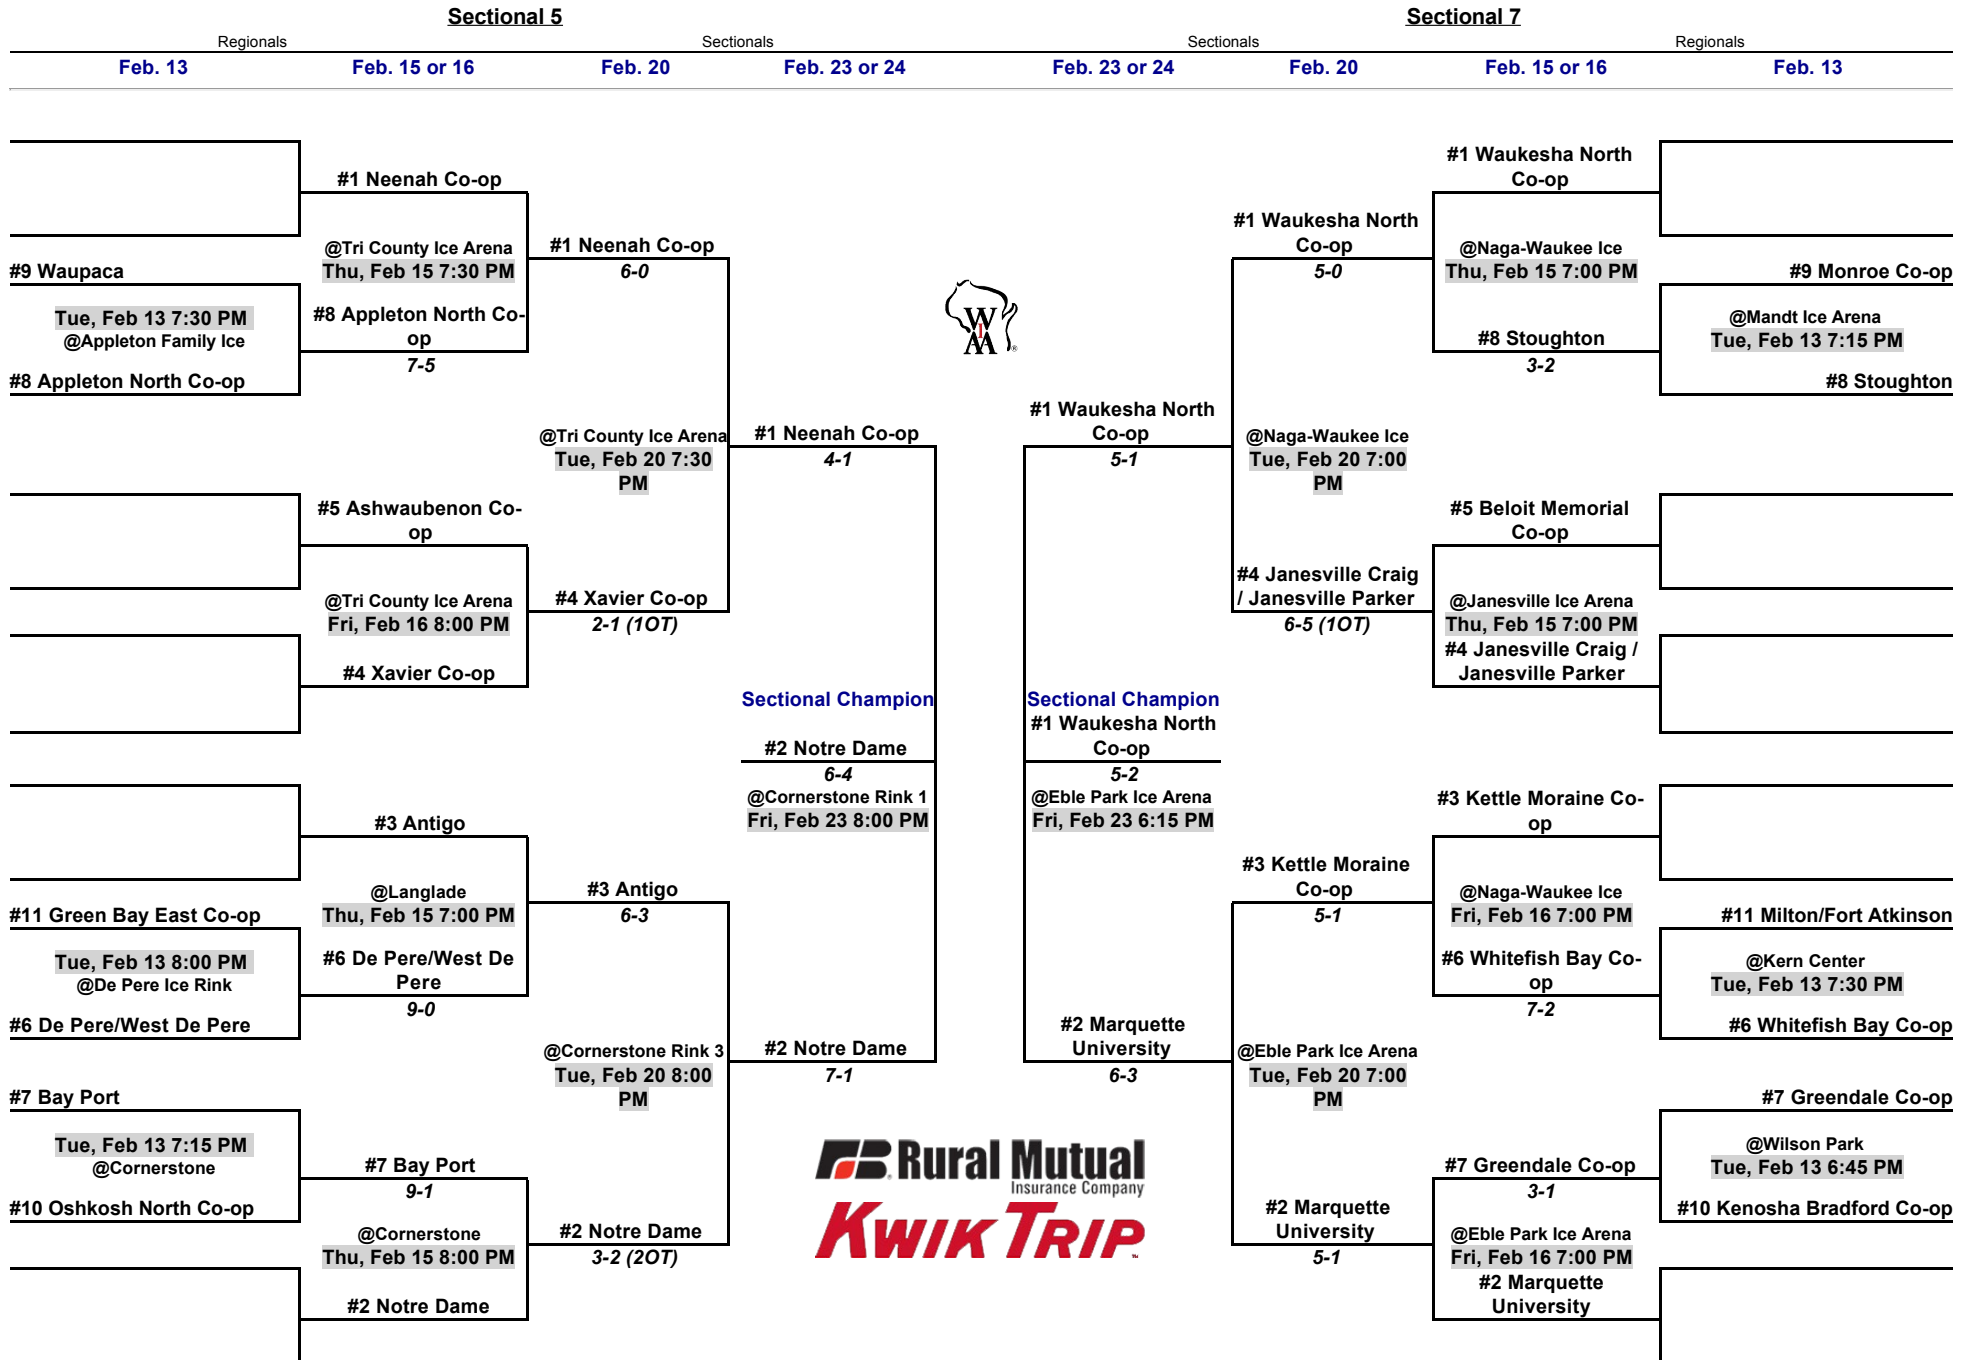 Sectional 5
Sectional 7
Regionals
Sectionals
Sectionals
Regionals
Feb. 13
Feb. 15 or 16
Feb. 20
Feb. 23 or 24
Feb. 23 or 24
Feb. 20
Feb. 15 or 16
Feb. 13
#9 Waupaca
Tue, Feb 13 7:30 PM
@Appleton Family Ice
#8 Appleton North Co-op
#11 Green Bay East Co-op
Tue, Feb 13 8:00 PM
@De Pere Ice Rink
#6 De Pere/West De Pere
#7 Bay Port
Tue, Feb 13 7:15 PM
@Cornerstone
#10 Oshkosh North Co-op
#1 Neenah Co-op
@Tri County Ice Arena
Thu, Feb 15 7:30 PM
#8 Appleton North Co-
op
7-5
#5 Ashwaubenon Co-
op
@Tri County Ice Arena
Fri, Feb 16 8:00 PM
#4 Xavier Co-op
#3 Antigo
@Langlade
Thu, Feb 15 7:00 PM
#6 De Pere/West De
Pere
9-0
#7 Bay Port
9-1
@Cornerstone
Thu, Feb 15 8:00 PM
#2 Notre Dame
#1 Neenah Co-op
6-0
@Tri County Ice Arena
Tue, Feb 20 7:30
PM
#4 Xavier Co-op
2-1 (1OT)
#3 Antigo
6-3
@Cornerstone Rink 3
Tue, Feb 20 8:00
PM
#2 Notre Dame
3-2 (2OT)
#1 Neenah Co-op
4-1
Sectional Champion
#2 Notre Dame
6-4
@Cornerstone Rink 1
Fri, Feb 23 8:00 PM
#2 Notre Dame
7-1
WIAA
Rural Mutual
Insurance Company
KWIK TRIP
#1 Waukesha North
Co-op
5-1
Sectional Champion
#1 Waukesha North
Co-op
5-2
@Eble Park Ice Arena
Fri, Feb 23 6:15 PM
#2 Marquette
University
6-3
#1 Waukesha North
Co-op
5-0
@Naga-Waukee Ice
Tue, Feb 20 7:00
PM
#4 Janesville Craig
/ Janesville Parker
6-5 (1OT)
#3 Kettle Moraine
Co-op
5-1
@Eble Park Ice Arena
Tue, Feb 20 7:00
PM
#2 Marquette
University
5-1
#1 Waukesha North
Co-op
@Naga-Waukee Ice
Thu, Feb 15 7:00 PM
#8 Stoughton
3-2
#5 Beloit Memorial
Co-op
@Janesville Ice Arena
Thu, Feb 15 7:00 PM
#4 Janesville Craig /
Janesville Parker
#3 Kettle Moraine Co-
op
@Naga-Waukee Ice
Fri, Feb 16 7:00 PM
#6 Whitefish Bay Co-
op
7-2
#7 Greendale Co-op
3-1
@Eble Park Ice Arena
Fri, Feb 16 7:00 PM
#2 Marquette
University
#9 Monroe Co-op
@Mandt Ice Arena
Tue, Feb 13 7:15 PM
#8 Stoughton
#11 Milton/Fort Atkinson
@Kern Center
Tue, Feb 13 7:30 PM
#6 Whitefish Bay Co-op
#7 Greendale Co-op
@Wilson Park
Tue, Feb 13 6:45 PM
#10 Kenosha Bradford Co-op